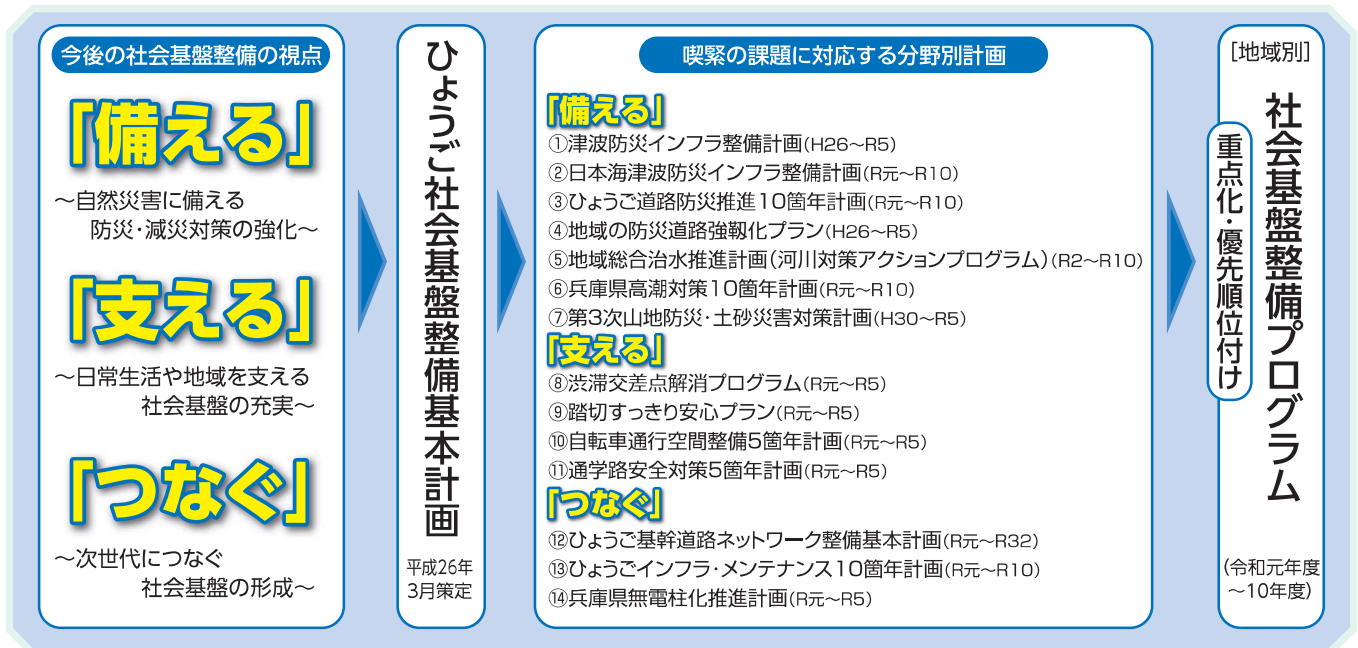 今後の社会基盤整備の視点
「備える」
～自然災害に備える
防災・減災対策の強化～
「支える」
～日常生活や地域を支える
社会基盤の充実～
「つなぐ」
～次世代につなぐ
社会基盤の形成～
ひょうご社会基盤整備基本計画
平成26年
3月策定
喫緊の課題に対応する分野別計画
「備える」
①津波防災インフラ整備計画(H26～R5)
②日本海津波防災インフラ整備計画(R元～R10)
③ひょうご道路防災推進10箇年計画(R元～R10)
④地域の防災道路強靱化プラン(H26～R5)
⑤地域総合治水推進計画(河川対策アクションプログラム)(R2～R10)
⑥兵庫県高潮対策10箇年計画(R元～R10)
⑦第3次山地防災・土砂災害対策計画(H30～R5)
「支える」
⑧渋滞交差点解消プログラム(R元～R5)
⑨踏切すっきり安心プラン(R元～R5)
⑩自転車通行空間整備5箇年計画(R元～R5)
⑪通学路安全対策5箇年計画(R元～R5)
「つなぐ」
⑫ひょうご基幹道路ネットワーク整備基本計画(R元～R32)
⑬ひょうごインフラ・メンテナンス10箇年計画(R元～R10)
⑭兵庫県無電柱化推進計画(R元～R5)
[地域別]
社会基盤整備プログラム
重点化・優先順位付け
(令和元年度
～10年度)